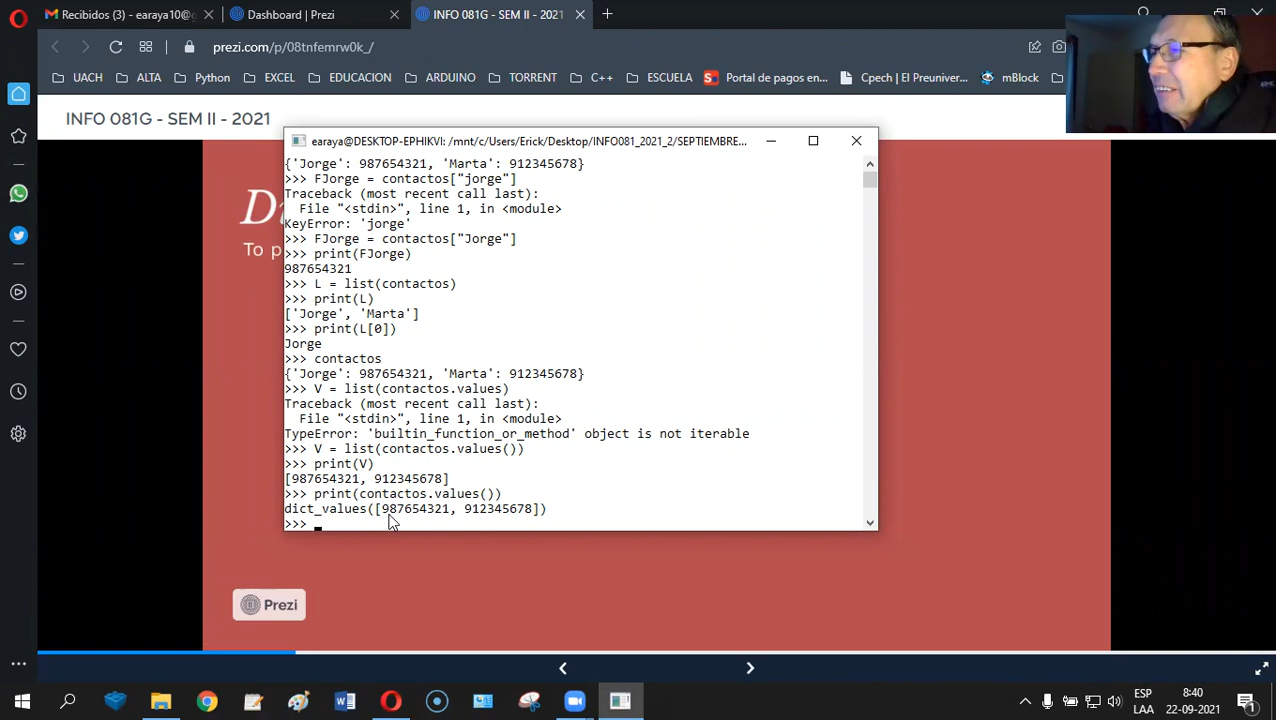 Recibidos (3) - earaya10@g
Dashboard | Prezi
INFO 081G - SEM II - 2021
prezi.com/p/08tnfemrw0k_/
UACH
ALTA
Python
EXCEL
EDUCACION
ARDUINO
TORRENT
C++
ESCUELA
Portal de pagos en...
Cpech | El Preuniver...
mBlock
INFO 081G - SEM II - 2021
earaya@DESKTOP-EPHIKVI: /mnt/c/Users/Erick/Desktop/INFO081_2021_2/SEPTIEMBRE...
{'Jorge': 987654321, 'Marta': 912345678}
>>> FJorge = contactos["jorge"]
Traceback (most recent call last):
  File "<stdin>", line 1, in <module>
KeyError: 'jorge'
>>> FJorge = contactos["Jorge"]
>>> print(FJorge)
987654321
>>> L = list(contactos)
>>> print(L)
['Jorge', 'Marta']
>>> print(L[0])
Jorge
>>> contactos
{'Jorge': 987654321, 'Marta': 912345678}
>>> V = list(contactos.values)
Traceback (most recent call last):
  File "<stdin>", line 1, in <module>
TypeError: 'builtin_function_or_method' object is not iterable
>>> V = list(contactos.values())
>>> print(V)
[987654321, 912345678]
>>> print(contactos.values())
dict_values([987654321, 912345678])
>>>
To p
Prezi
ESP
LAA
8:40
22-09-2021
1